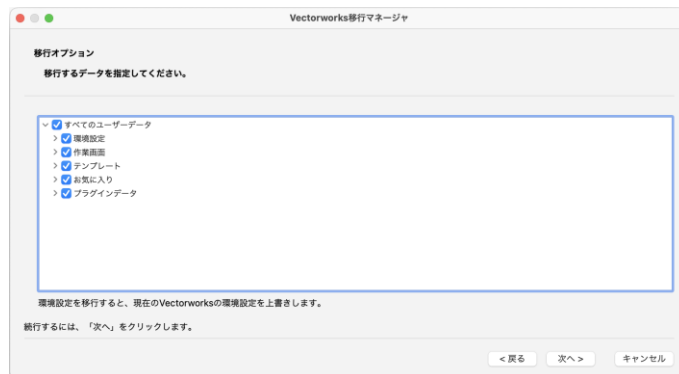 Vectorworks移行マネージャ
移行オプション
移行するデータを指定してください。
すべてのユーザーデータ
環境設定
作業画面
テンプレート
お気に入り
プラグインデータ
環境設定を移行すると、現在のVectorworksの環境設定を上書きします。
続行するには、「次へ」をクリックします。
<戻る 次へ> キャンセル